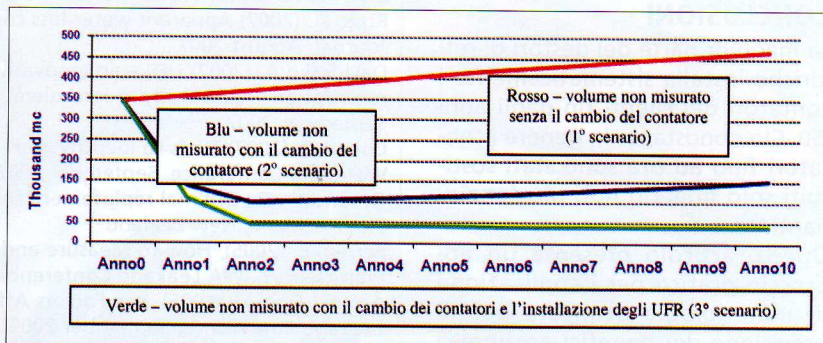 500
450
400
350
300
250
200
150
100
50
0
Thousand mc
Rosso – volume non misurato
senza il cambio del contatore
(1° scenario)
Blu – volume non
misurato con il cambio del
contatore (2° scenario)
Anno0 Anno1 Anno2 Anno3 Anno4 Anno5 Anno6 Anno7 Anno8 Anno9 Anno10
Verde – volume non misurato con il cambio dei contatori e l'installazione degli UFR (3° scenario)